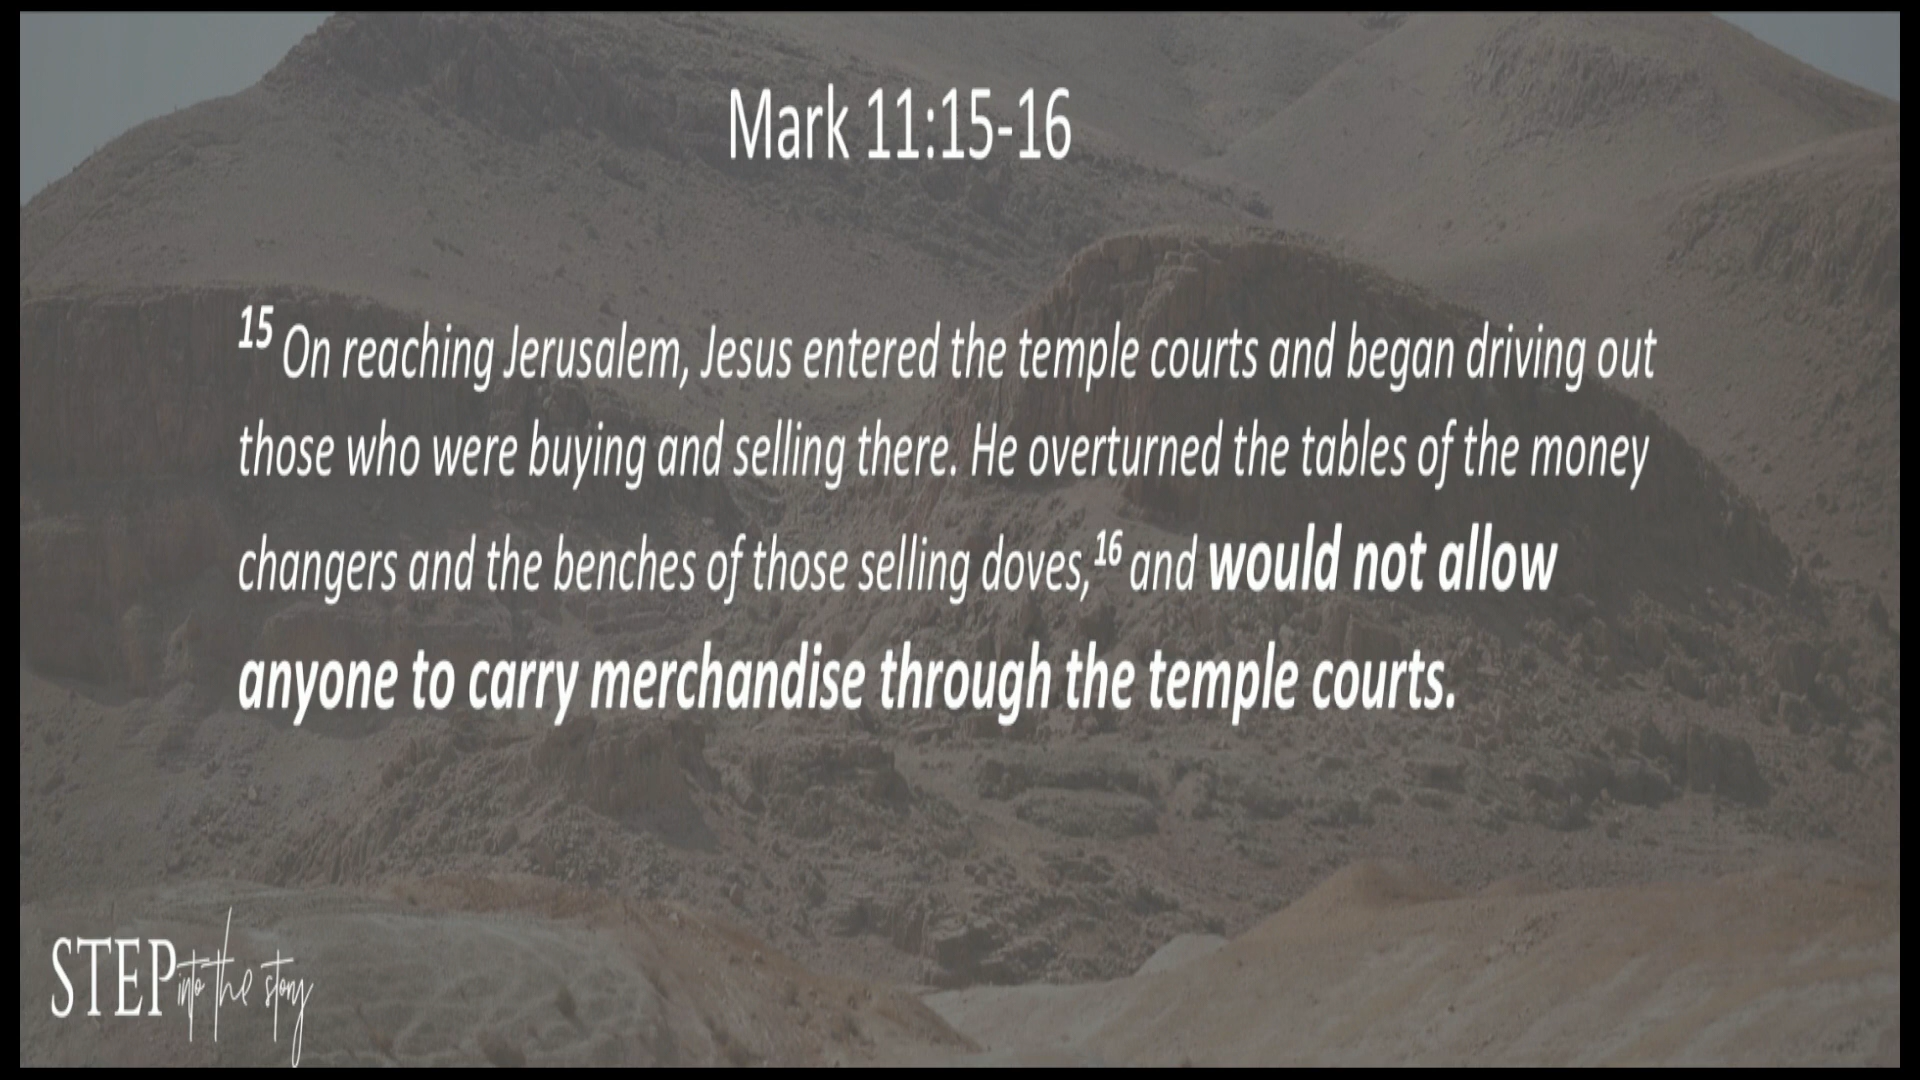 Mark 11:15-16
15 On reaching Jerusalem, Jesus entered the temple courts and began driving out
those who were buying and selling there. He overturned the tables of the money
changers and the benches of those selling doves,16 and would not allow
anyone to carry merchandise through the temple courts.
STEP into the story